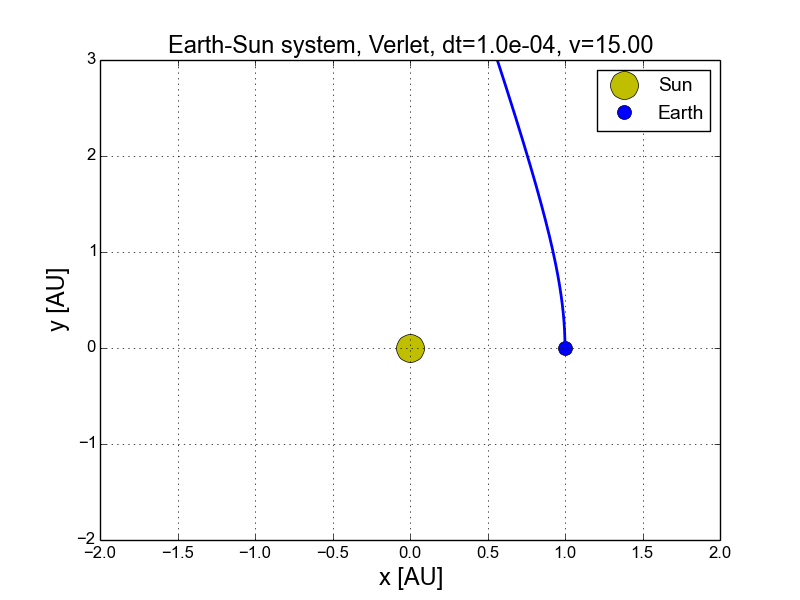 Earth-Sun system, Verlet, dt=1.0e-04, v=15.00
Sun
Earth
3
2
1
0
−1
−2
y [AU]
−2.0 −1.5 −1.0 −0.5 0.0 0.5 1.0 1.5 2.0
x [AU]